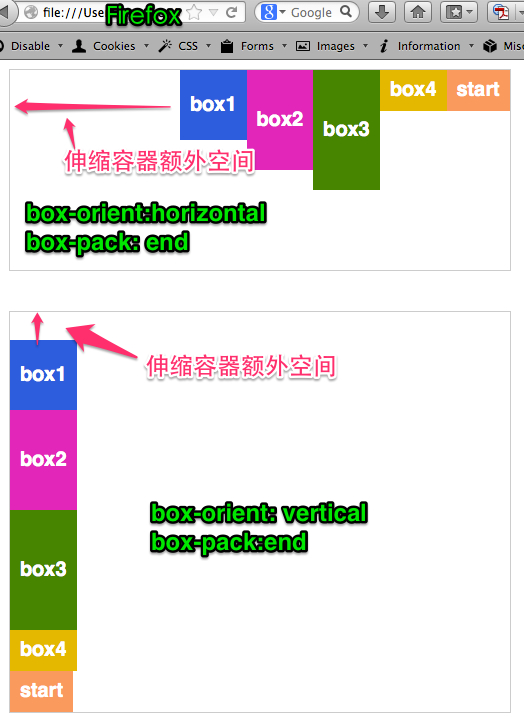 file:///Use
Firefox
Google
Disable
Cookies
CSS
Forms
Images
Information
Misc
box1
box2
box3
box4
start
伸缩容器额外空间
box-orient:horizontal
box-pack: end
伸缩容器额外空间
box1
box2
box-orient: vertical
box-pack:end
box3
box4
start